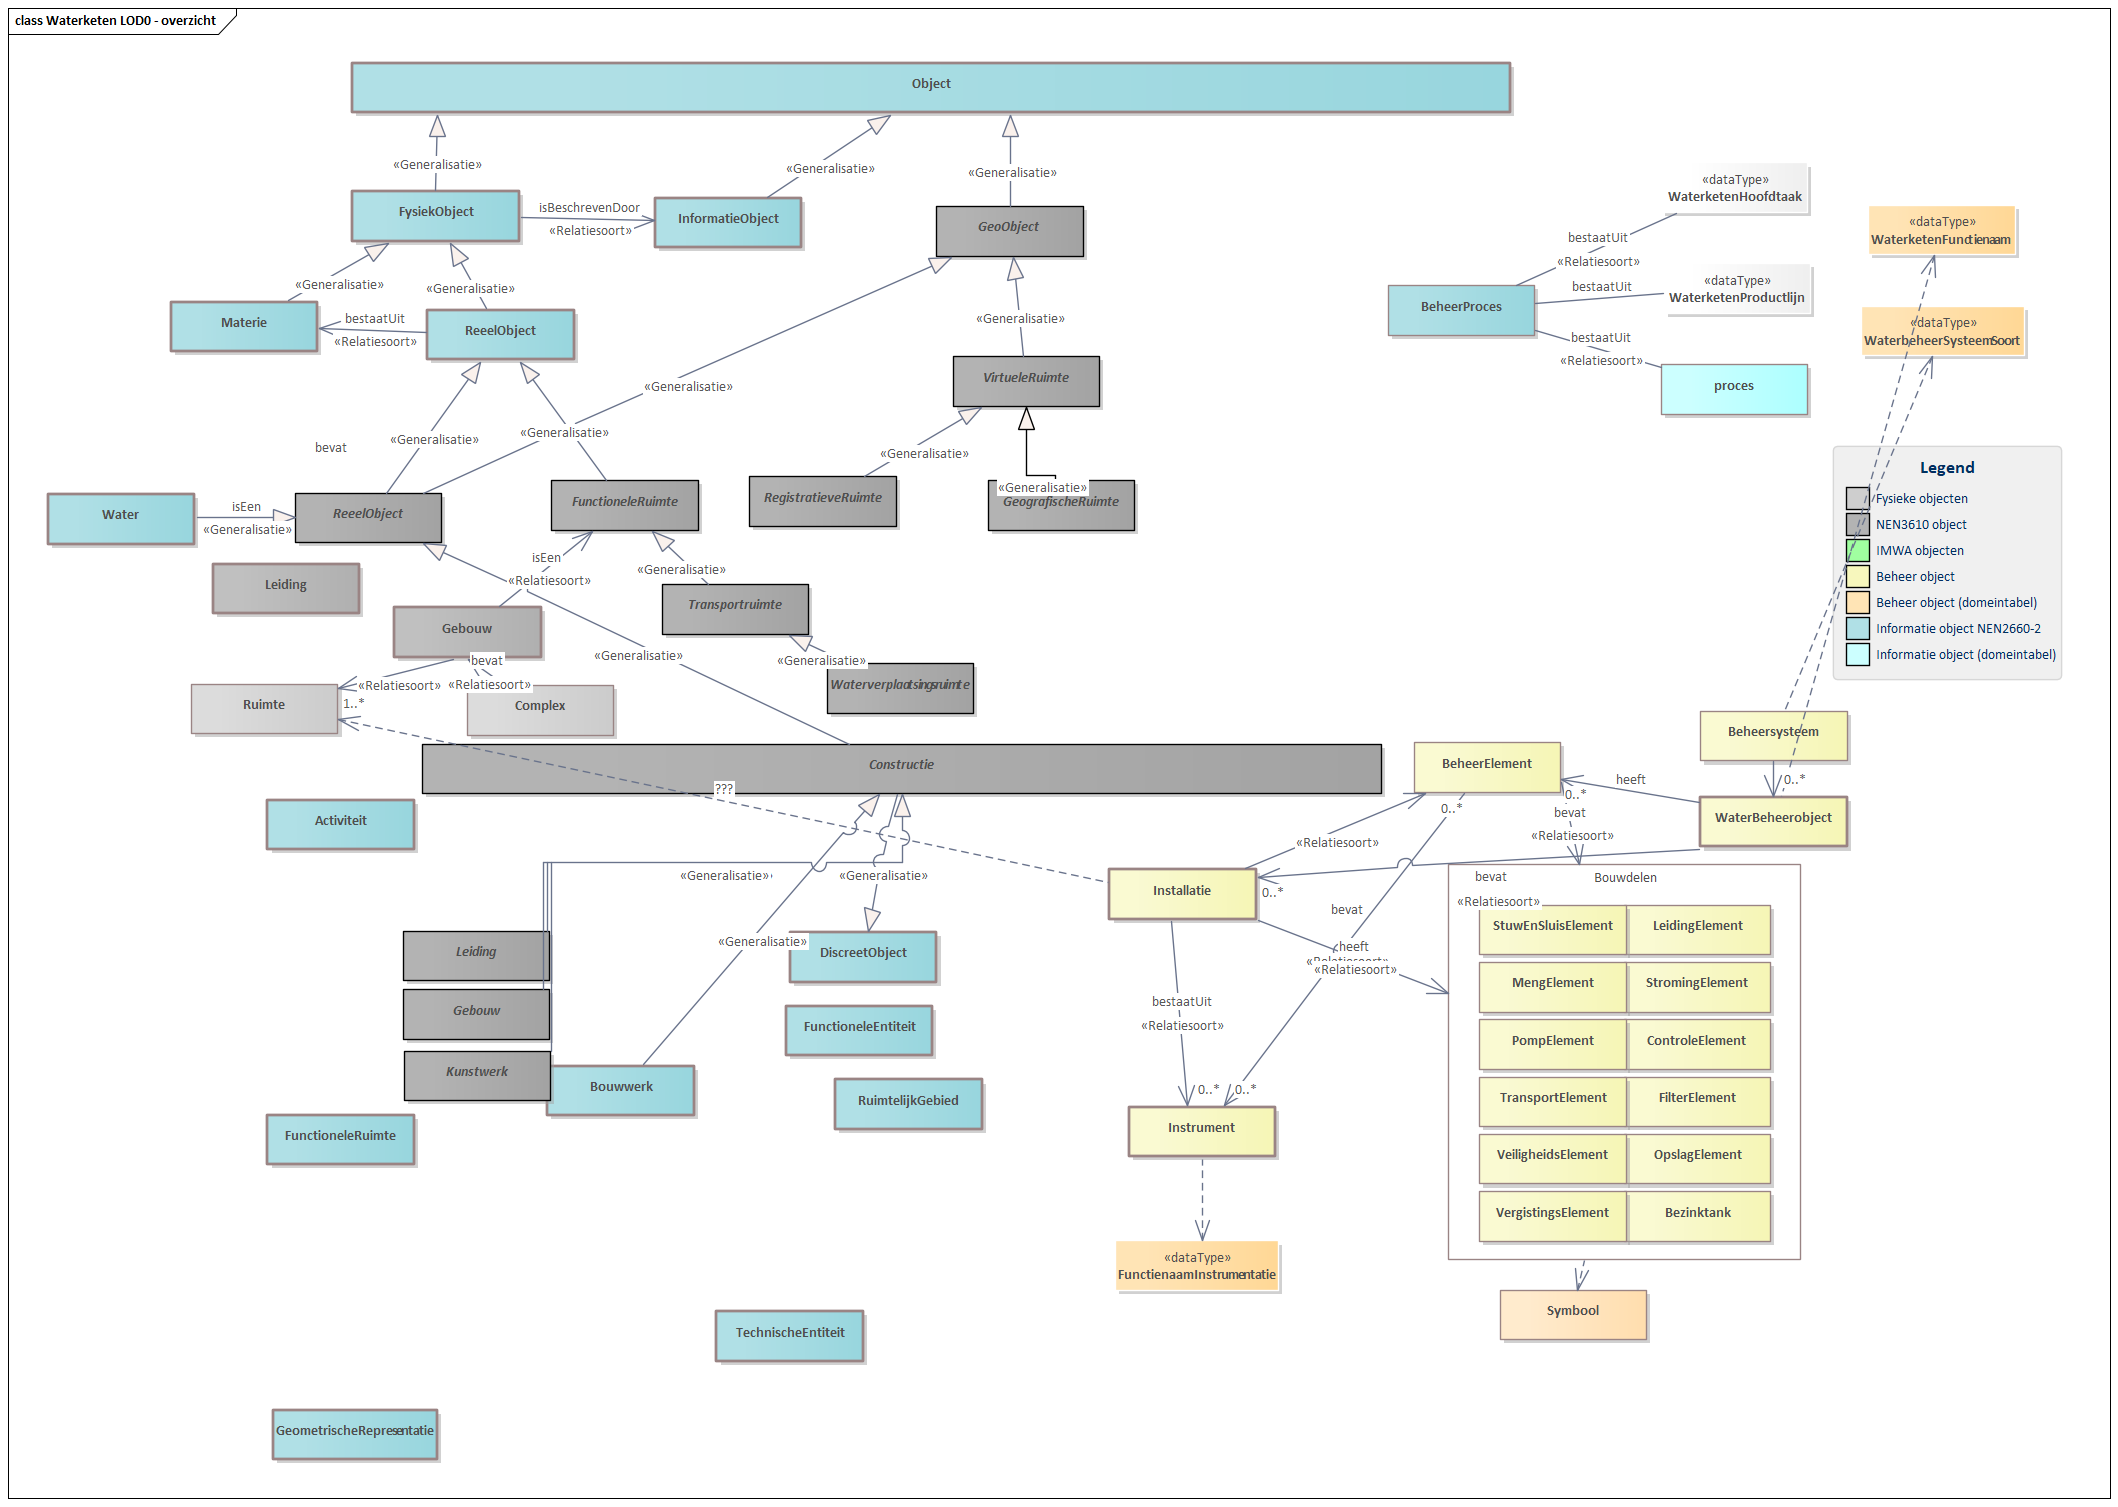 class Waterketen LOD0 - overzicht
Object
«Generalisatie»
«Generalisatie»
«Generalisatie»
FysiekObject
isBeschrevenDoor
«Relatiesoort»
InformatieObject
GeoObject
«dataType»
WaterketenHoofdtaak
«dataType»
WaterketenFunctienaam
bestaatUit
«Relatiesoort»
«Generalisatie»
«Generalisatie»
bestaatUit
«dataType»
WaterketenProductlijn
BeheerProces
Materie
bestaatUit
«Relatiesoort»
ReeelObject
«Generalisatie»
bestaatUit
«Relatiesoort»
«dataType»
WaterbeheerSysteemSoort
VirtueleRuimte
proces
«Generalisatie»
bevat
«Generalisatie»
«Generalisatie»
«Generalisatie»
Legend
Fysieke objecten
NEN3610 object
IMWA objecten
Beheer object
Beheer object (domeintabel)
Informatie object NEN2660-2
Informatie object (domeintabel)
Water
isEen
«Generalisatie»
ReeelObject
FunctioneleRuimte
RegistratieveRuimte
«Generalisatie»
GeografischeRuimte
isEen
«Relatiesoort»
«Generalisatie»
Leiding
Gebouw
Transportruimte
«Generalisatie»
«Generalisatie»
bevat
«Relatiesoort»
«Relatiesoort»
Waterverplaatsingsruimte
Ruimte
1..*
Complex
Constructie
???
BeheerElement
Beheersysteem
0..*
heeft
WaterBeheerobject
0..*
0..*
bevat
«Relatiesoort»
Activiteit
«Relatiesoort»
«Generalisatie»
«Generalisatie»
Installatie
0..*
bevat
«Relatiesoort»
Bouwdelen
bevat
heeft
«Relatiesoort»
«Relatiesoort»
StuwEnSluisElement
LeidingElement
MengElement
StromingElement
PompElement
ControleElement
TransportElement
FilterElement
VeiligheidsElement
OpslagElement
VergistingsElement
Bezinktank
Leiding
«Generalisatie»
DiscreetObject
Gebouw
FunctioneleEntiteit
bestaatUit
«Relatiesoort»
Kunstwerk
Bouwwerk
RuimtelijkGebied
0..*
0..*
Instrument
FunctioneleRuimte
«dataType»
FunctienaamInstrumentatie
Symbool
TechnischeEntiteit
GeometrischeRepresentatie